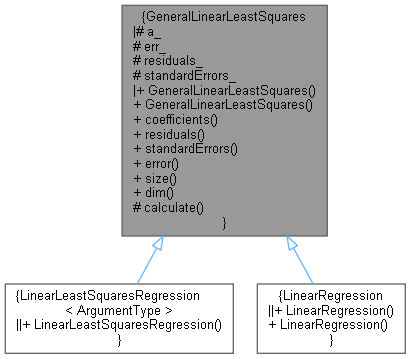 {GeneralLinearLeastSquares
|# a_
# err_
# residuals_
# standardErrors_
|+ GeneralLinearLeastSquares()
+ GeneralLinearLeastSquares()
+ coefficients()
+ residuals()
+ standardErrors()
+ error()
+ size()
+ dim()
# calculate()
}
{LinearLeastSquaresRegression
< ArgumentType >
||+ LinearLeastSquaresRegression()
}
{LinearRegression
||+ LinearRegression()
+ LinearRegression()
}